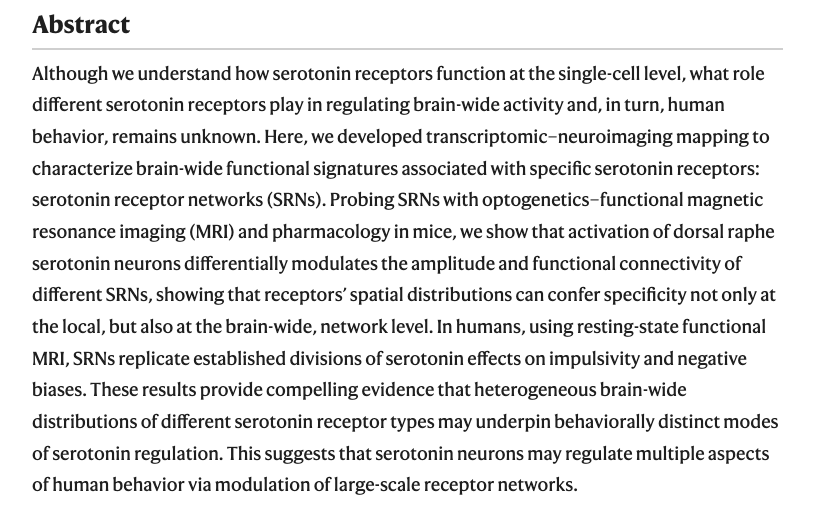 Abstract
Although we understand how serotonin receptors function at the single-cell level, what role
different serotonin receptors play in regulating brain-wide activity and, in turn, human
behavior, remains unknown. Here, we developed transcriptomic–neuroimaging mapping to
characterize brain-wide functional signatures associated with specific serotonin receptors:
serotonin receptor networks (SRNs). Probing SRNs with optogenetics–functional magnetic
resonance imaging (MRI) and pharmacology in mice, we show that activation of dorsal raphe
serotonin neurons differentially modulates the amplitude and functional connectivity of
different SRNs, showing that receptors’ spatial distributions can confer specificity not only at
the local, but also at the brain-wide, network level. In humans, using resting-state functional
MRI, SRNs replicate established divisions of serotonin effects on impulsivity and negative
biases. These results provide compelling evidence that heterogeneous brain-wide
distributions of different serotonin receptor types may underpin behaviorally distinct modes
of serotonin regulation. This suggests that serotonin neurons may regulate multiple aspects
of human behavior via modulation of large-scale receptor networks.